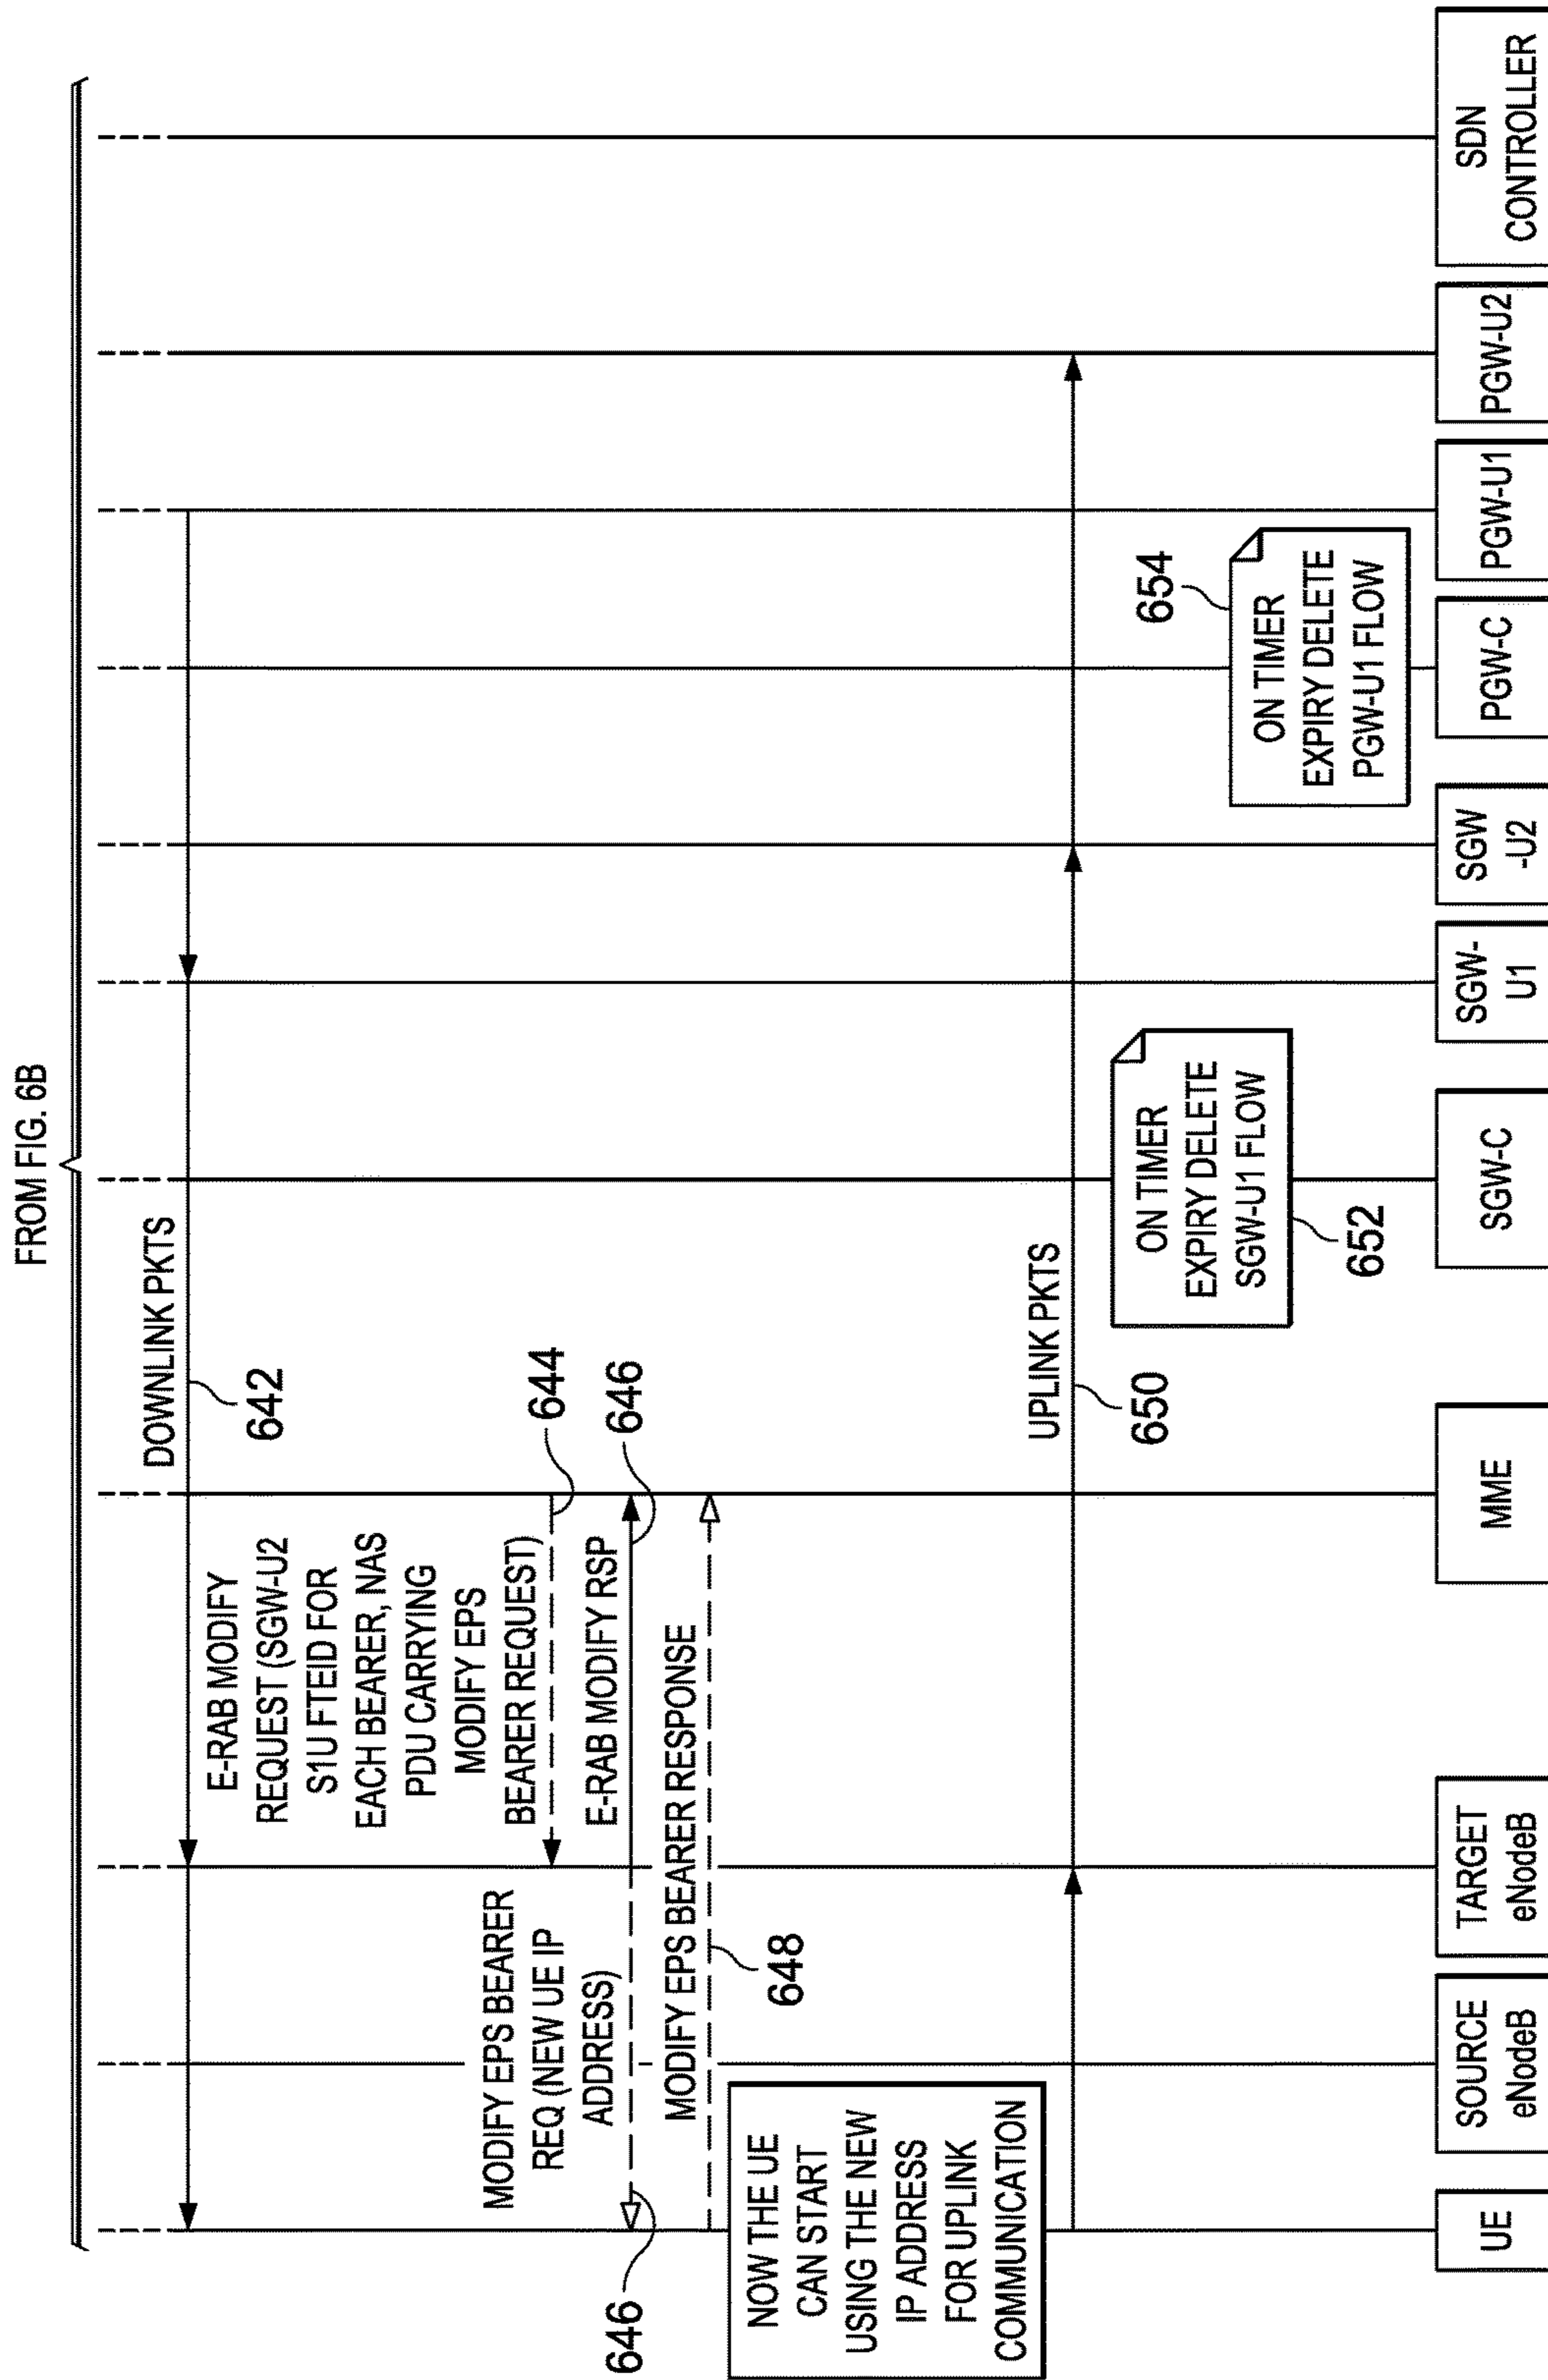 FROM FIG. 6B
DOWNLINK PKTS
642
E-RAB MODIFY
REQUEST (SGW-U2
S1U FTEID FOR
EACH BEARER, NAS
PDU CARRYING
MODIFY EPS
BEARER REQUEST)
644
MODIFY EPS BEARER
REQ (NEW UE IP
ADDRESS)
646
E-RAB MODIFY RSP
646
MODIFY EPS BEARER RESPONSE
648
NOW THE UE
CAN START
USING THE NEW
IP ADDRESS
FOR UPLINK
COMMUNICATION
UPLINK PKTS
650
ON TIMER
EXPIRY DELETE
SGW-U1 FLOW
652
654
ON TIMER
EXPIRY DELETE
PGW-U1 FLOW
UE
SOURCE
eNodeB
TARGET
eNodeB
MME
SGW-C
SGW-
U1
SGW
-U2
PGW-C
PGW-U1
PGW-U2
SDN
CONTROLLER